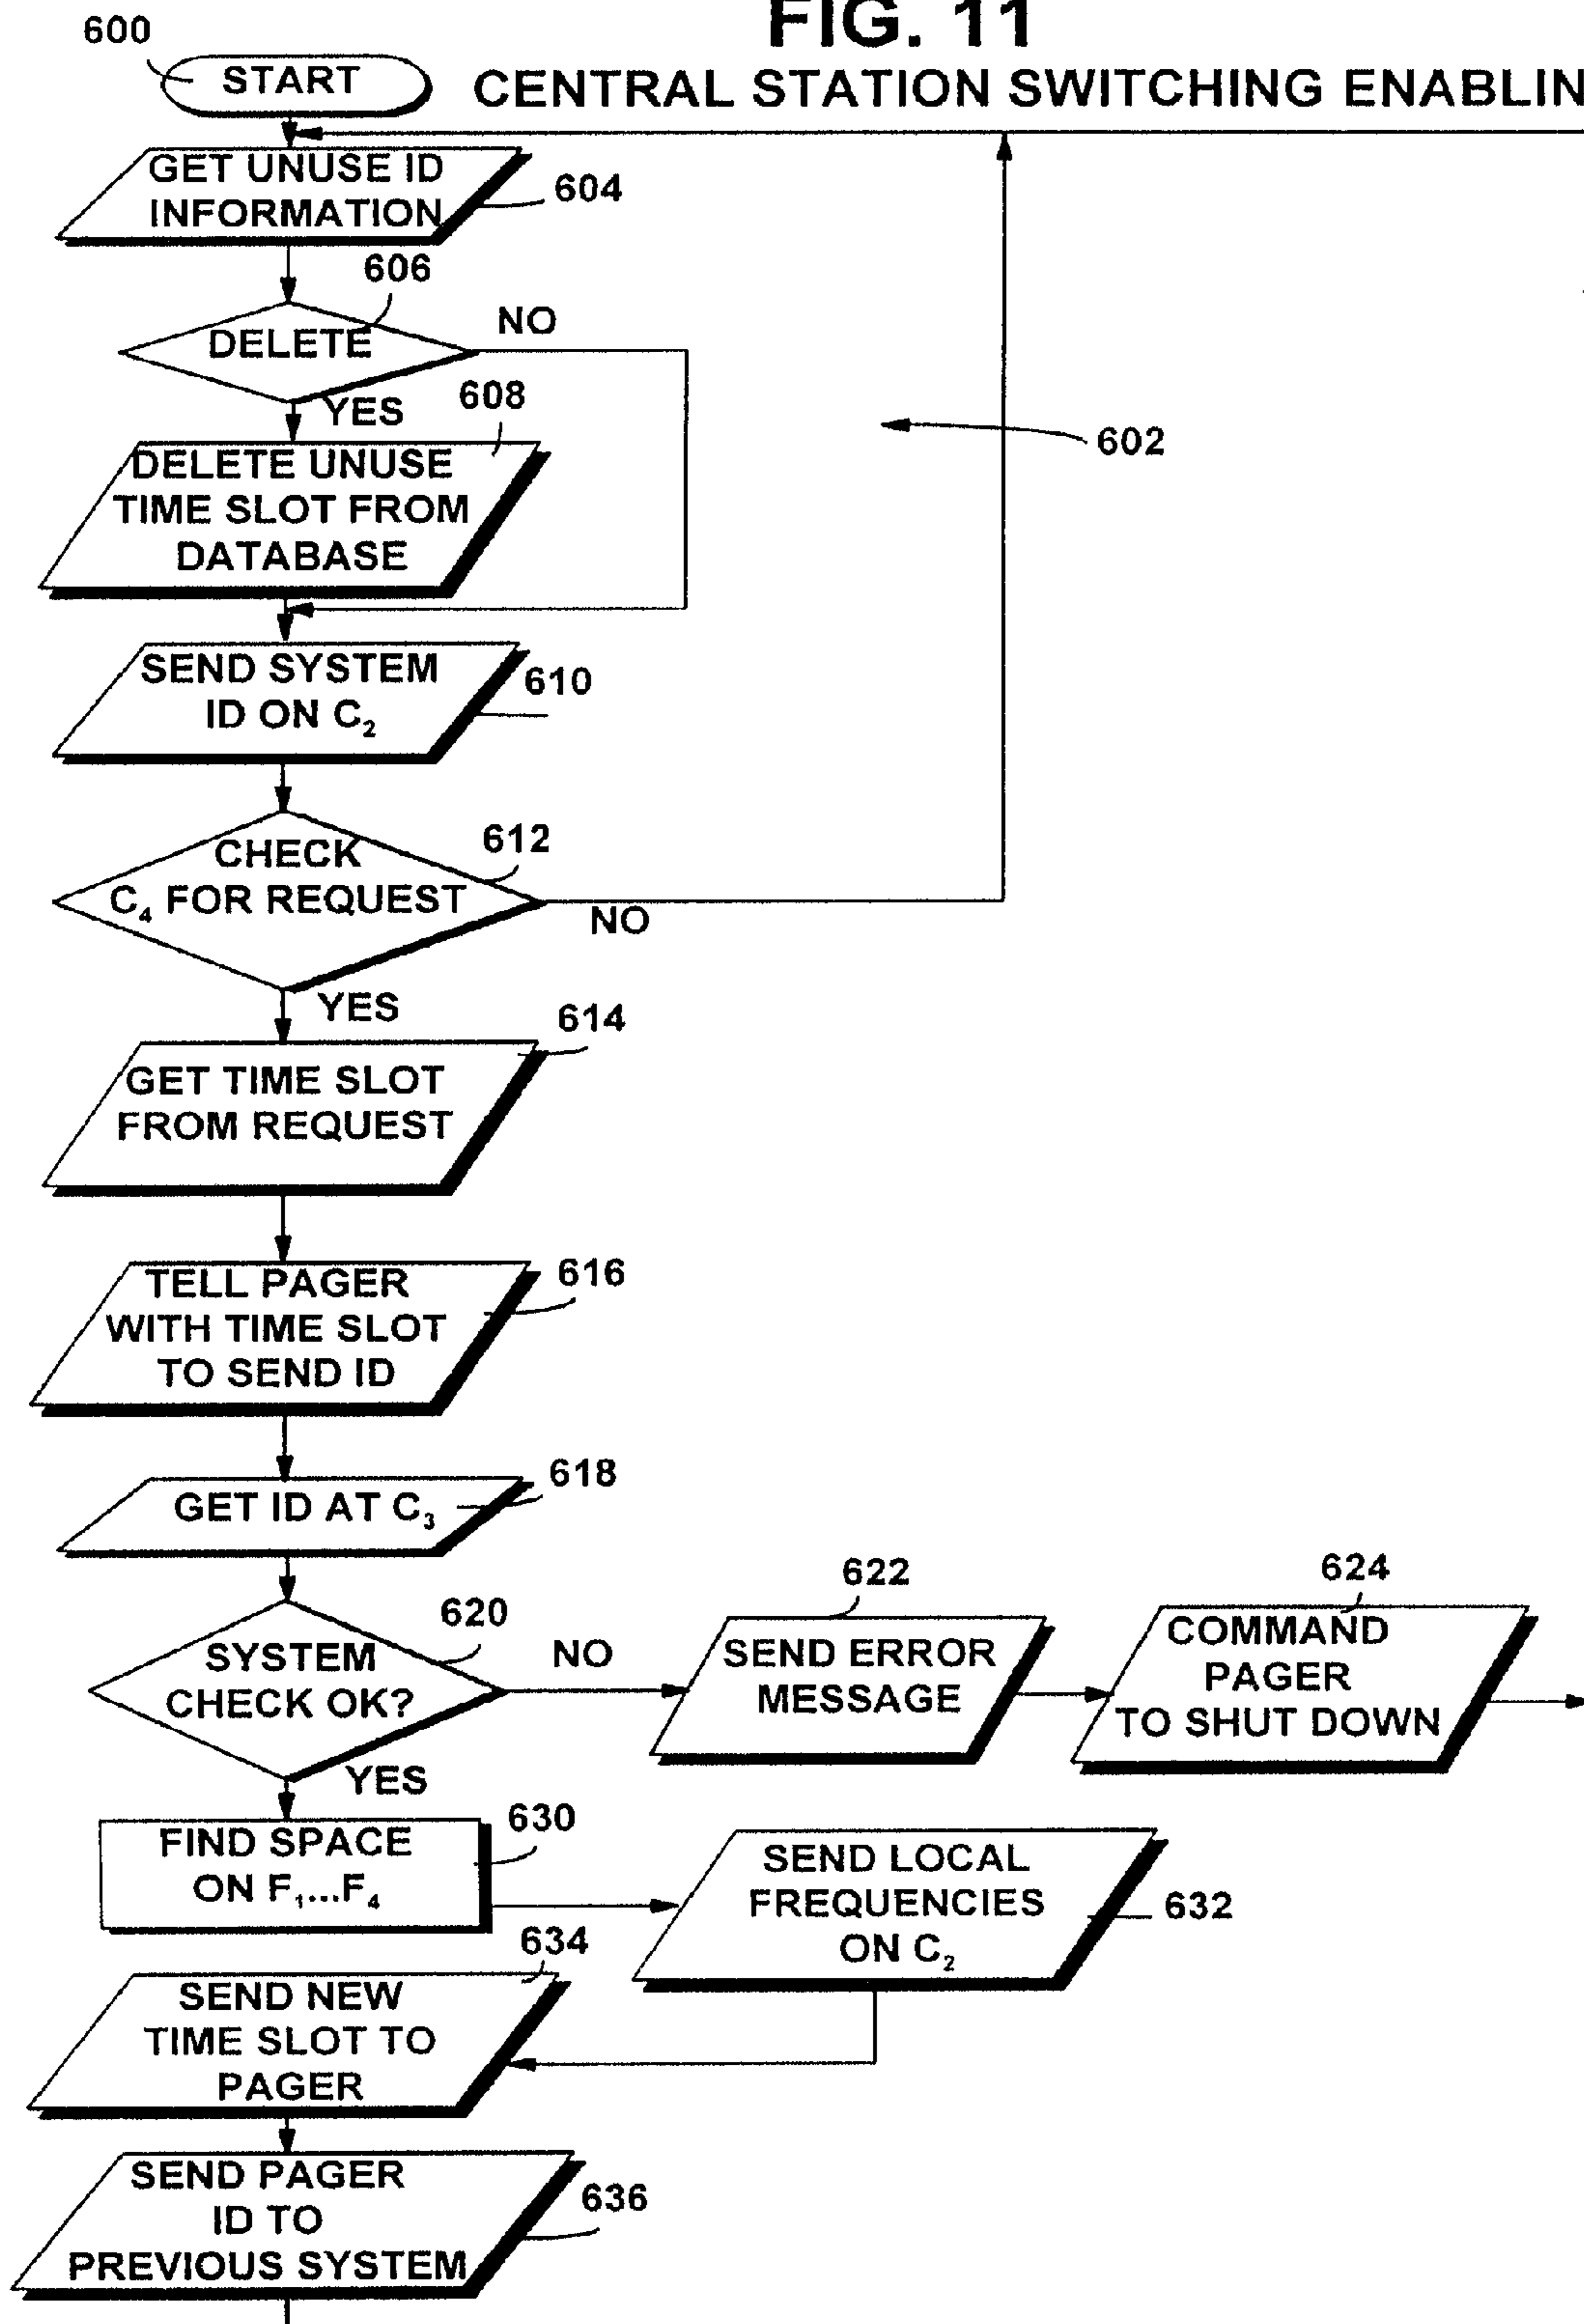 FIG. 11
600
START
CENTRAL STATION SWITCHING ENABLIN
GET UNUSE ID
INFORMATION
604
606
DELETE
NO
YES
608
602
DELETE UNUSE
TIME SLOT FROM
DATABASE
SEND SYSTEM
ID ON C₂
610
CHECK
C₄ FOR REQUEST
612
NO
YES
614
GET TIME SLOT
FROM REQUEST
TELL PAGER
WITH TIME SLOT
TO SEND ID
616
GET ID AT C₃
618
SYSTEM
CHECK OK?
620
NO
622
SEND ERROR
MESSAGE
624
COMMAND
PAGER
TO SHUT DOWN
YES
FIND SPACE
ON F₁...F₄
630
SEND LOCAL
FREQUENCIES
ON C₂
632
634
SEND NEW
TIME SLOT TO
PAGER
SEND PAGER
ID TO
PREVIOUS SYSTEM
636